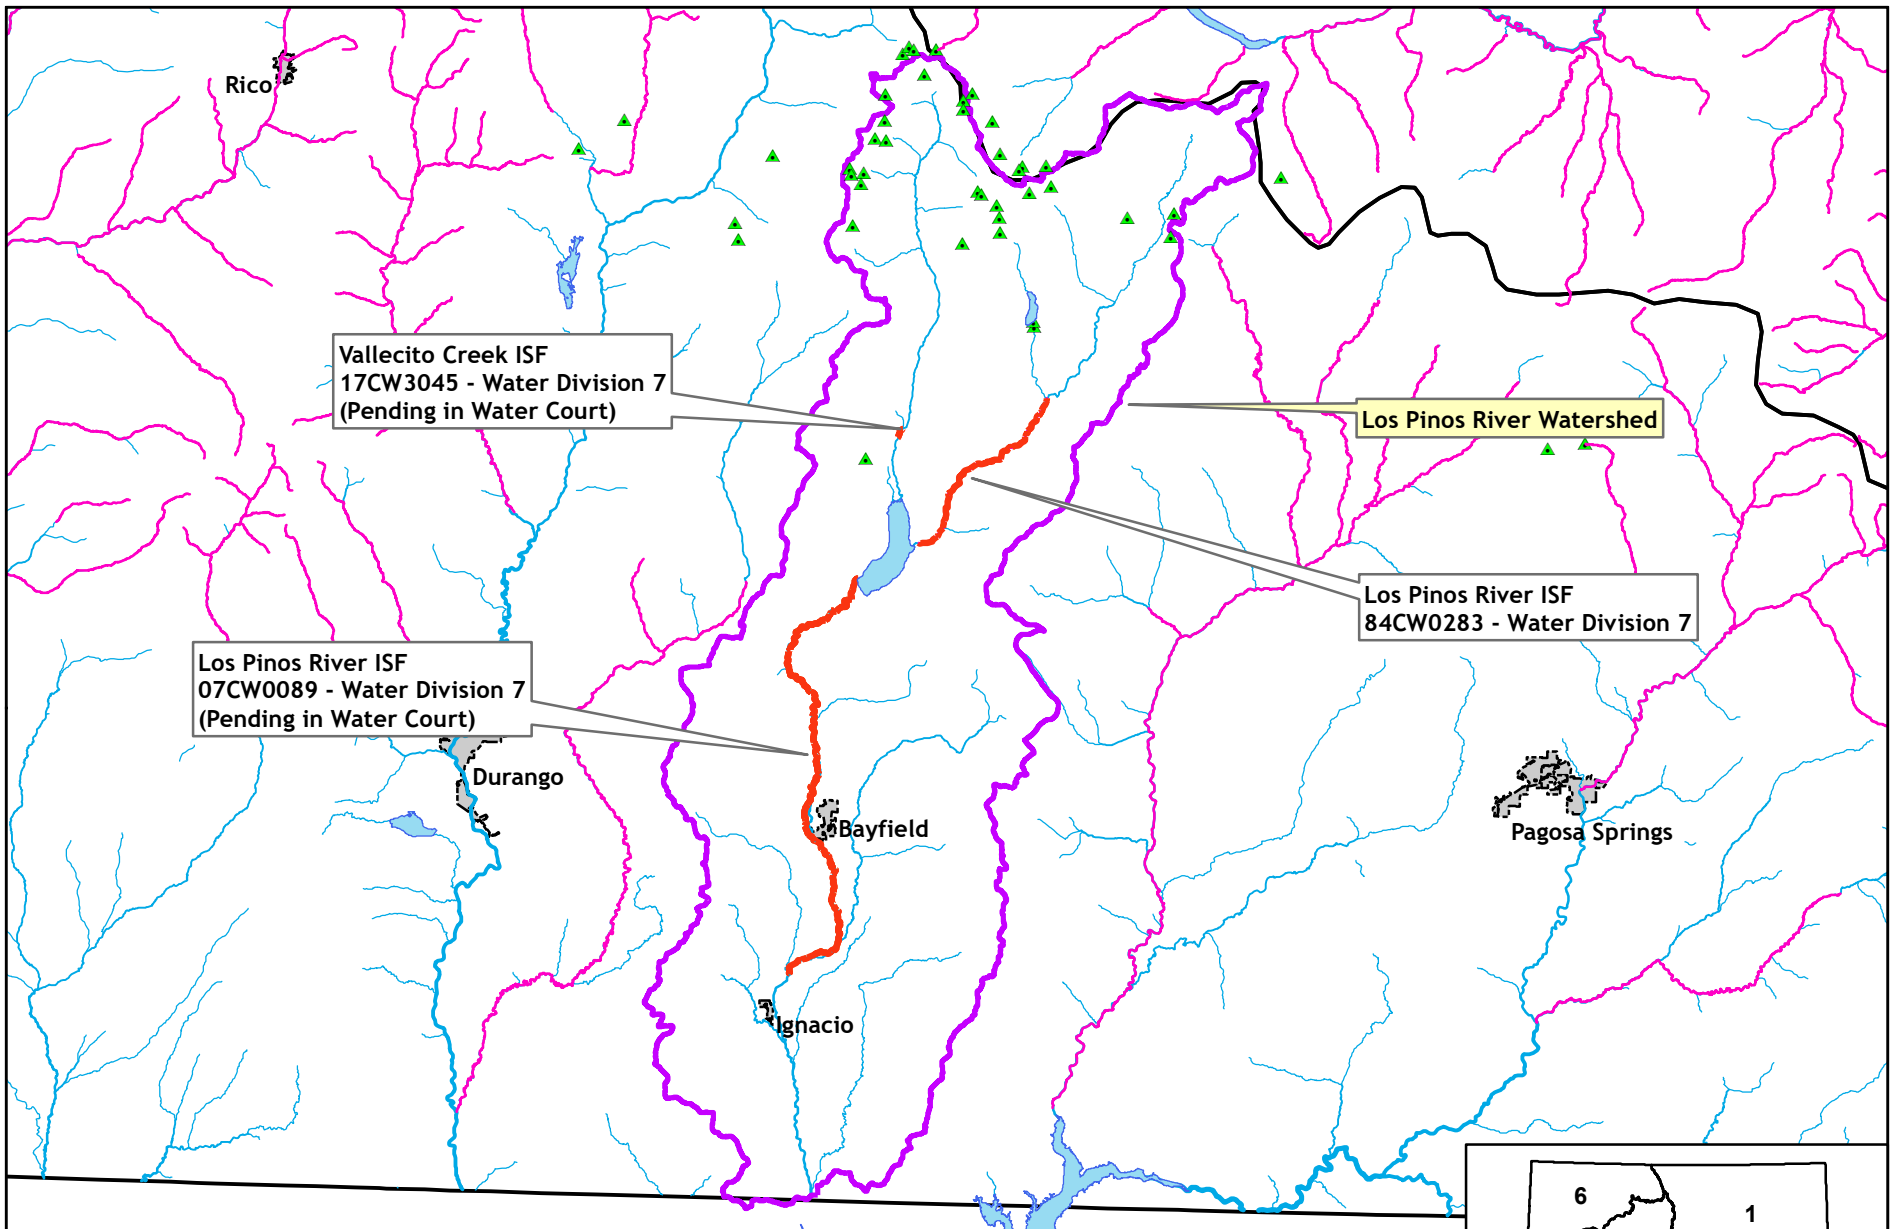 Rico
Vallecito Creek ISF
17CW3045 - Water Division 7
(Pending in Water Court)
Los Pinos River Watershed
Los Pinos River ISF
84CW0283 - Water Division 7
Los Pinos River ISF
07CW0089 - Water Division 7
(Pending in Water Court)
Durango
Bayfield
Pagosa Springs
Ignacio
6
1